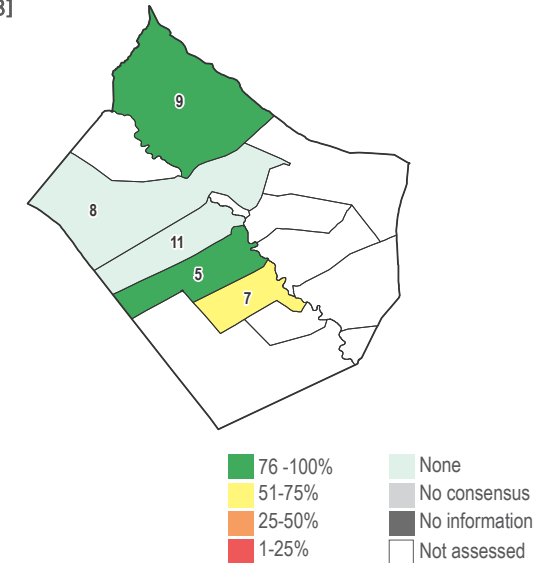 3]
9
8
11
5
7
76 -100%
51-75%
25-50%
1-25%
None
No consensus
No information
Not assessed